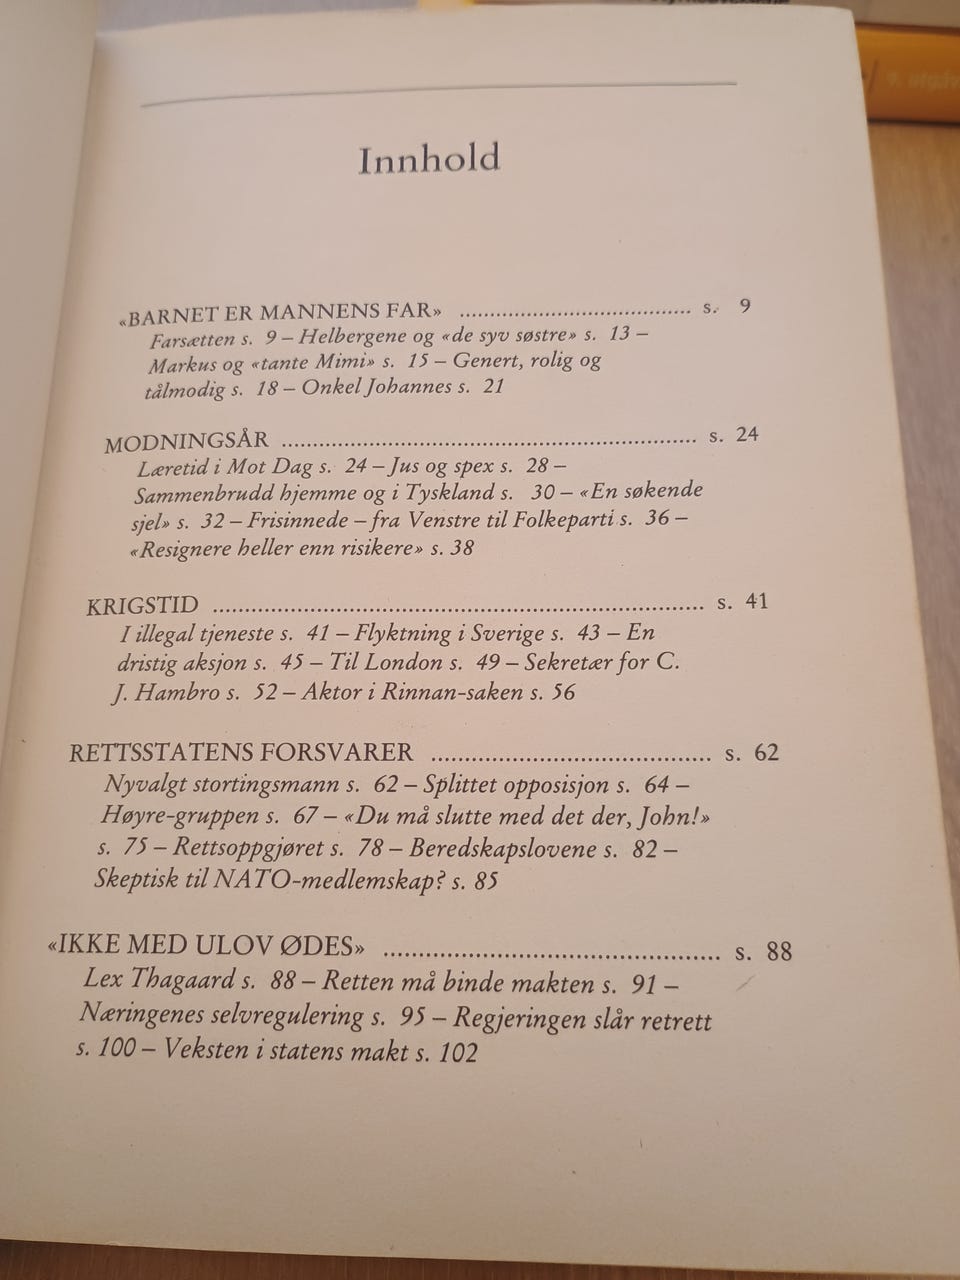 Innhold
«BARNET ER MANNENS FAR» ..................................... s. 9
Farsætten s. 9 – Helbergene og «de syv søstre» s. 13 –
Markus og «tante Mimi» s. 15 – Genert, rolig og
tålmodig s. 18 – Onkel Johannes s. 21
MODNINGSÅR .................................................................. s. 24
Læretid i Mot Dag s. 24 – Jus og spex s. 28 –
Sammenbrudd hjemme og i Tyskland s. 30 – «En søkende
sjel» s. 32 – Frisinnede – fra Venstre til Folkeparti s. 36 –
«Resignere heller enn risikere» s. 38
KRIGSTID ............................................................................ s. 41
I illegal tjeneste s. 41 – Flyktning i Sverige s. 43 – En
dristig aksjon s. 45 – Til London s. 49 – Sekretær for C.
J. Hambro s. 52 – Aktor i Rinnan-saken s. 56
RETTSSTATENS FORSVARER ........................................... s. 62
Nyvalgt stortingsmann s. 62 – Splittet opposisjon s. 64 –
Høyre-gruppen s. 67 – «Du må slutte med det der, John!»
s. 75 – Rettsoppgjøret s. 78 – Beredskapslovene s. 82 –
Skeptisk til NATO-medlemskap? s. 85
«IKKE MED ULOV ØDES» ................................................. s. 88
Lex Thagaard s. 88 – Retten må binde makten s. 91 –
Næringenes selvregulering s. 95 – Regjeringen slår retrett
s. 100 – Veksten i statens makt s. 102